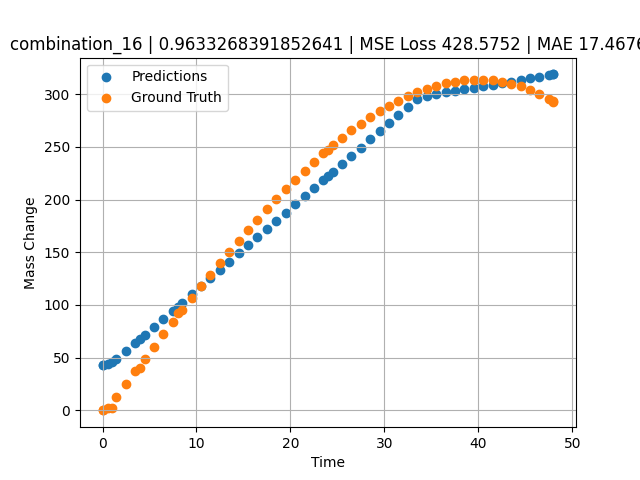 combination_16 | 0.9633268391852641 | MSE Loss 428.5752 | MAE 17.4676
Predictions
Ground Truth
Mass Change
300
250
200
150
100
50
0
0 10 20 30 40 50
Time